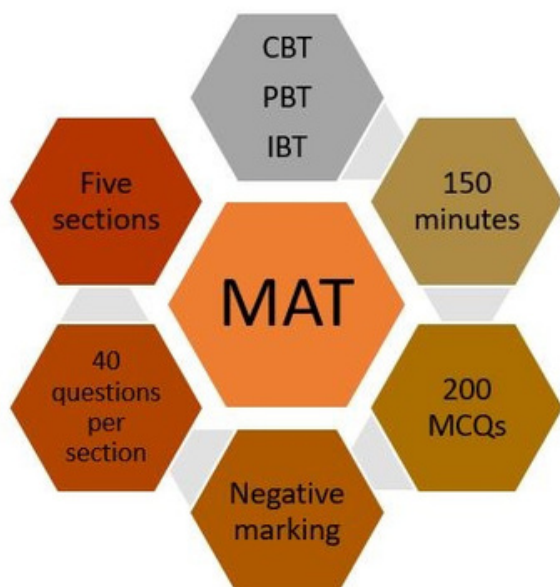 CBT
PBT
IBT
150
minutes
200
MCQs
Negative
marking
40
questions
per
section
Five
sections
MAT